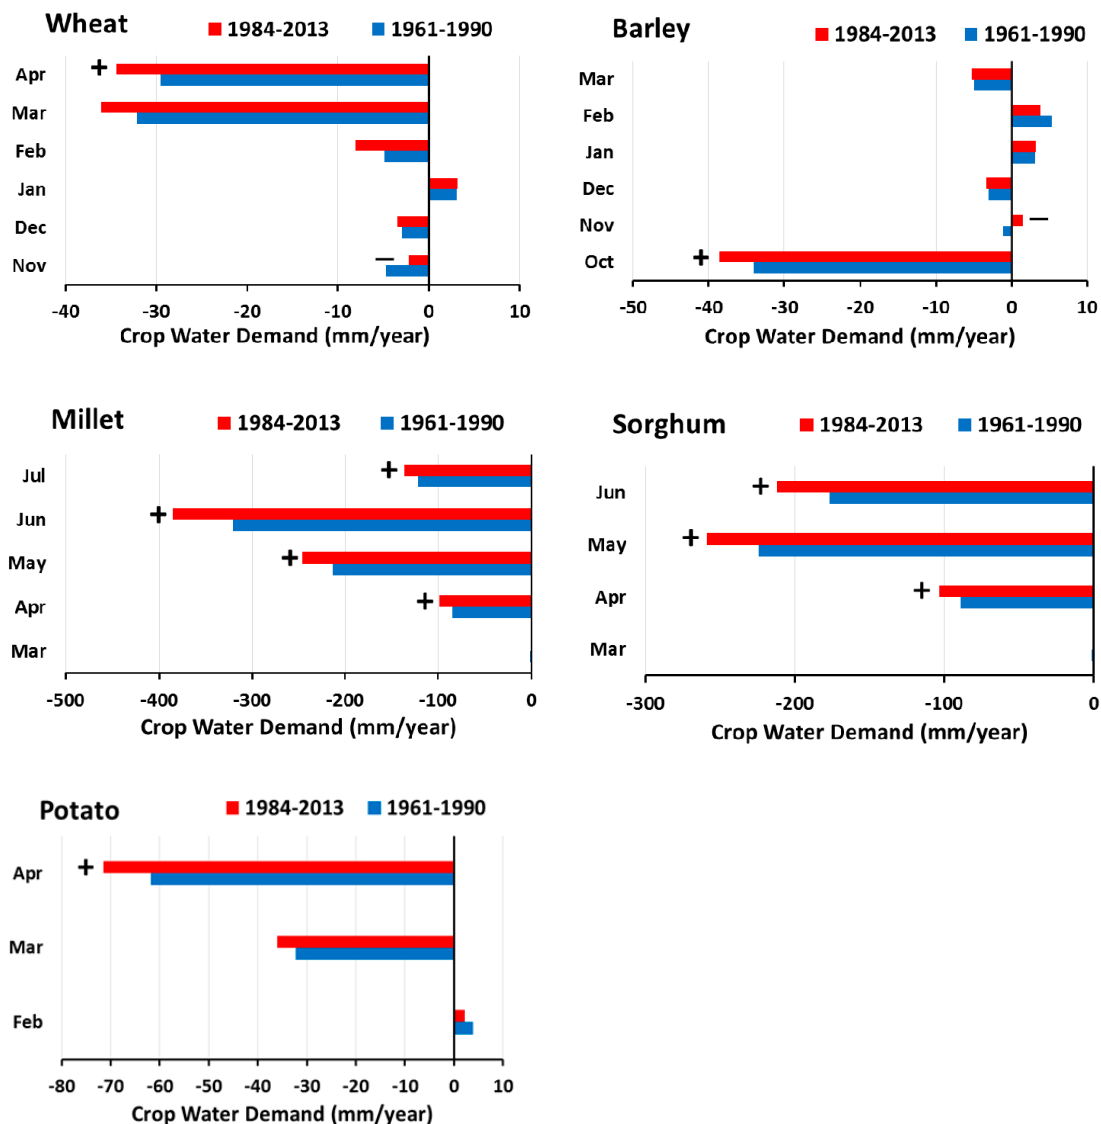 Wheat
1984-2013 1961-1990
+
Apr
Mar
Feb
Jan
Dec
Nov
−
-40 -30 -20 -10 0 10
Crop Water Demand (mm/year)
Barley
1984-2013 1961-1990
Mar
Feb
Jan
Dec
Nov
−
Oct
+
-50 -40 -30 -20 -10 0 10
Crop Water Demand (mm/year)
Millet
1984-2013 1961-1990
Jul +
Jun +
May +
Apr +
Mar
-500 -400 -300 -200 -100 0
Crop Water Demand (mm/year)
Sorghum
1984-2013 1961-1990
Jun +
May +
Apr +
Mar
-300 -200 -100 0
Crop Water Demand (mm/year)
Potato
1984-2013 1961-1990
Apr +
Mar
Feb
-80 -70 -60 -50 -40 -30 -20 -10 0 10
Crop Water Demand (mm/year)